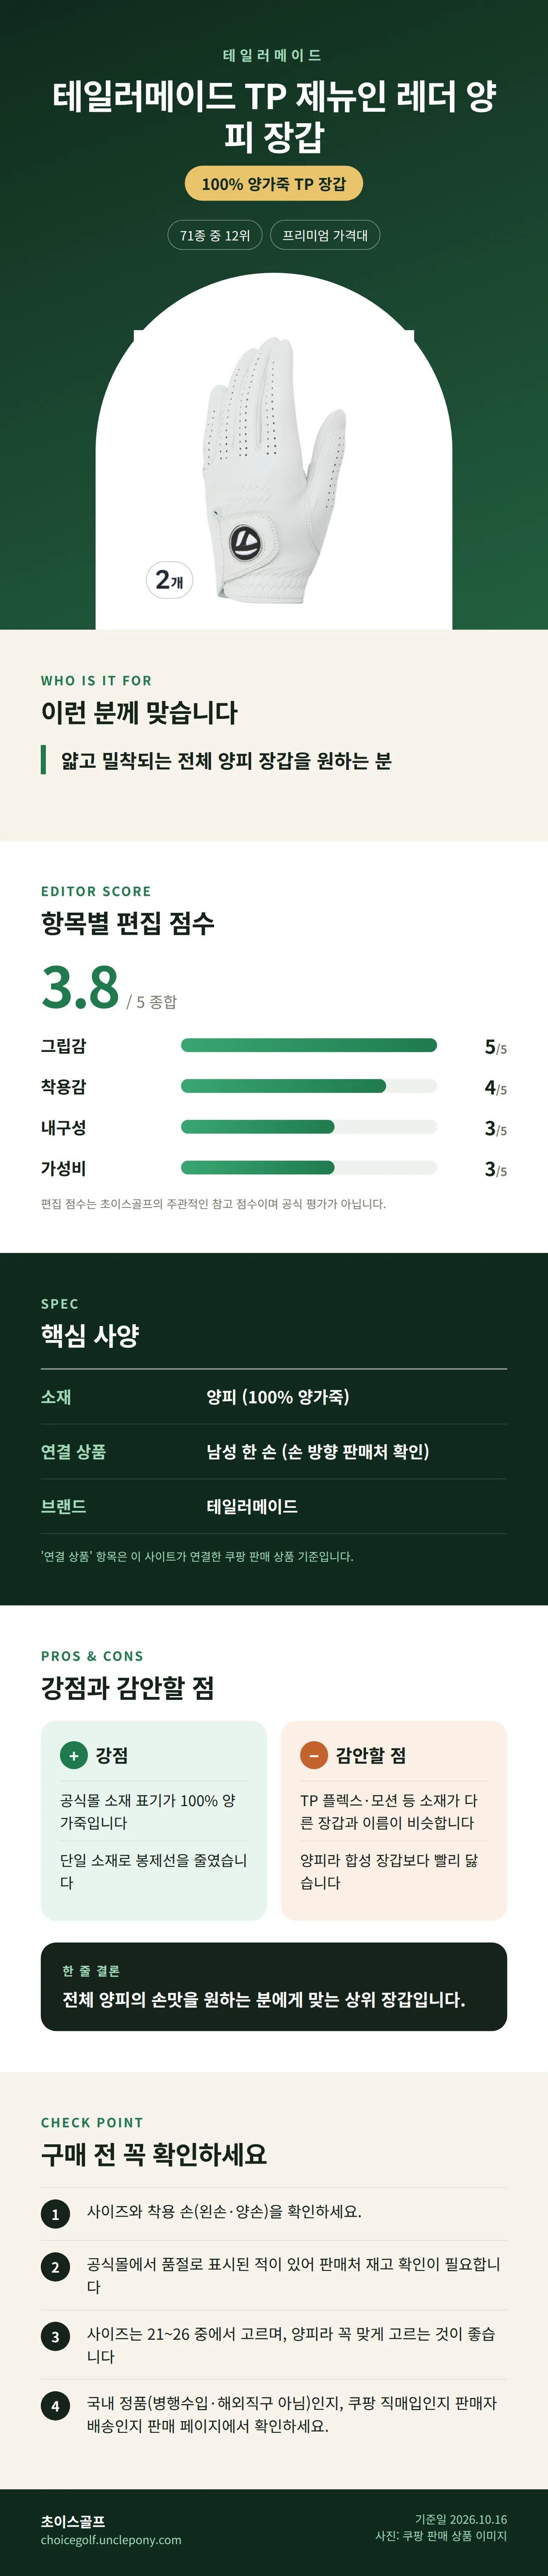 테일러메이드
테일러메이드 TP 제뉴인 레더 양
피 장갑
100% 양가죽 TP 장갑
71종 중 12위
프리미엄 가격대
2개
WHO IS IT FOR
이런 분께 맞습니다
얇고 밀착되는 전체 양피 장갑을 원하는 분
EDITOR SCORE
항목별 편집 점수
3.8 / 5 종합
그립감 5/5
착용감 4/5
내구성 3/5
가성비 3/5
편집 점수는 초이스골프의 주관적인 참고 점수이며 공식 평가가 아닙니다.
SPEC
핵심 사양
소재 양피 (100% 양가죽)
연결 상품 남성 한 손 (손 방향 판매처 확인)
브랜드 테일러메이드
'연결 상품' 항목은 이 사이트가 연결한 쿠팡 판매 상품 기준입니다.
PROS & CONS
강점과 감안할 점
+ 강점
공식몰 소재 표기가 100% 양
가죽입니다
단일 소재로 봉제선을 줄였습니
다
− 감안할 점
TP 플렉스·모션 등 소재가 다
른 장갑과 이름이 비슷합니다
양피라 합성 장갑보다 빨리 닳
습니다
한 줄 결론
전체 양피의 손맛을 원하는 분에게 맞는 상위 장갑입니다.
CHECK POINT
구매 전 꼭 확인하세요
1 사이즈와 착용 손(왼손·양손)을 확인하세요.
2 공식몰에서 품절로 표시된 적이 있어 판매처 재고 확인이 필요합니
다
3 사이즈는 21~26 중에서 고르며, 양피라 꼭 맞게 고르는 것이 좋습
니다
4 국내 정품(병행수입·해외직구 아님)인지, 쿠팡 직매입인지 판매자
배송인지 판매 페이지에서 확인하세요.
초이스골프
choicegolf.unclepony.com
기준일 2026.10.16
사진: 쿠팡 판매 상품 이미지